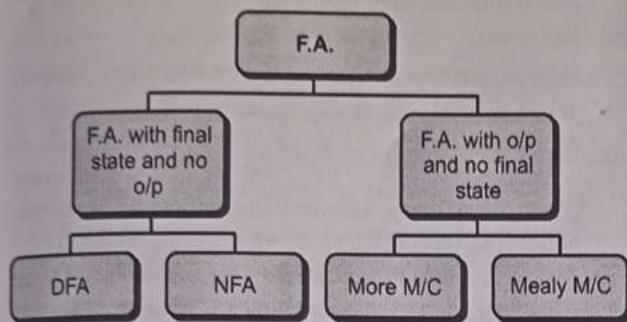 F.A.
F.A. with final
state and no
o/p
F.A. with o/p
and no final
state
DFA
NFA
More M/C
Mealy M/C